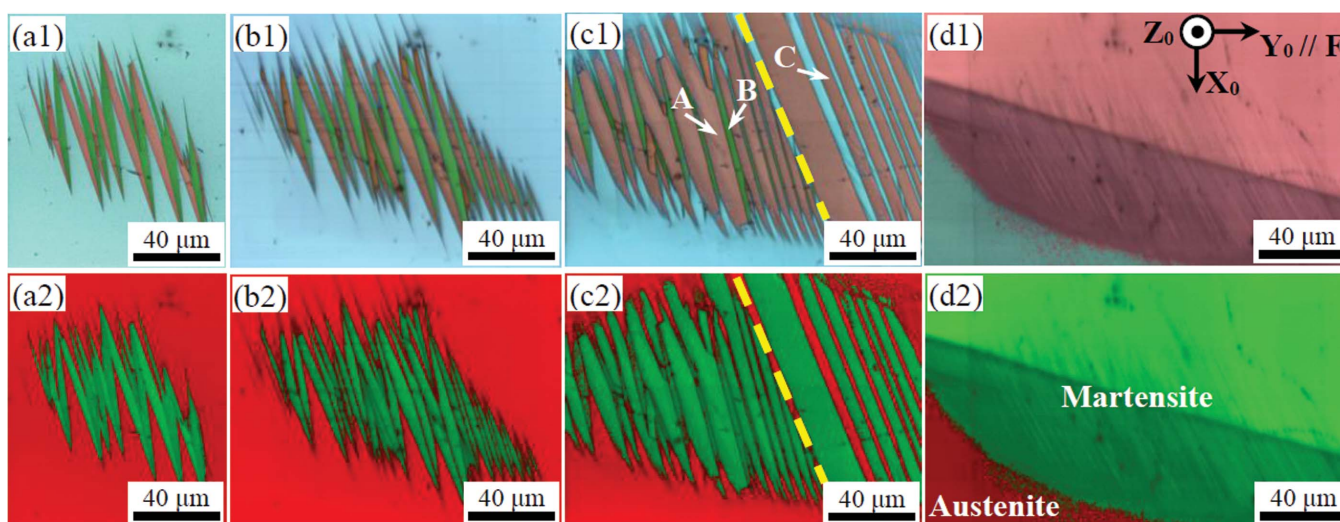 (a1)
40 μm
(b1)
40 μm
(c1)
A
B
C
40 μm
(d1)
Z0
Y0 // F
X0
40 μm
(a2)
40 μm
(b2)
40 μm
(c2)
40 μm
(d2)
Martensite
Austenite
40 μm